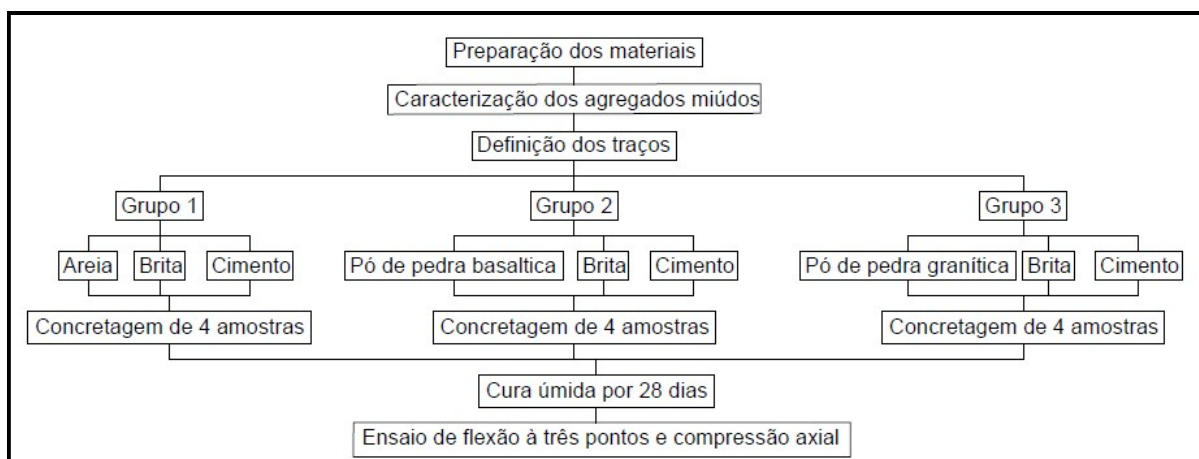 Preparação dos materiais
Caracterização dos agregados miúdos
Definição dos traços
Grupo 1 Grupo 2 Grupo 3
Areia Brita Cimento Pó de pedra basaltica Brita Cimento Pó de pedra granítica Brita Cimento
Concretagem de 4 amostras Concretagem de 4 amostras Concretagem de 4 amostras
Cura úmida por 28 dias
Ensaio de flexão à três pontos e compressão axial